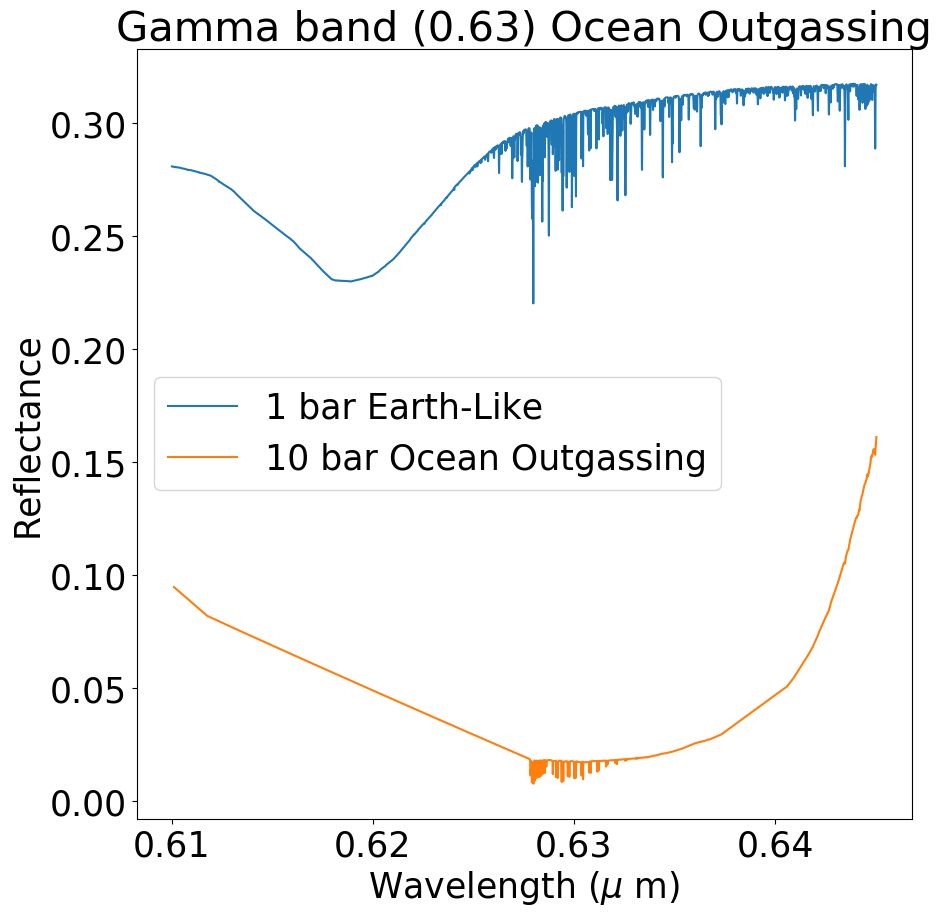 Gamma band (0.63) Ocean Outgassing
0.30
0.25
0.20
0.15
0.10
0.05
0.00
Reflectance
1 bar Earth-Like
10 bar Ocean Outgassing
0.61 0.62 0.63 0.64
Wavelength (μ m)